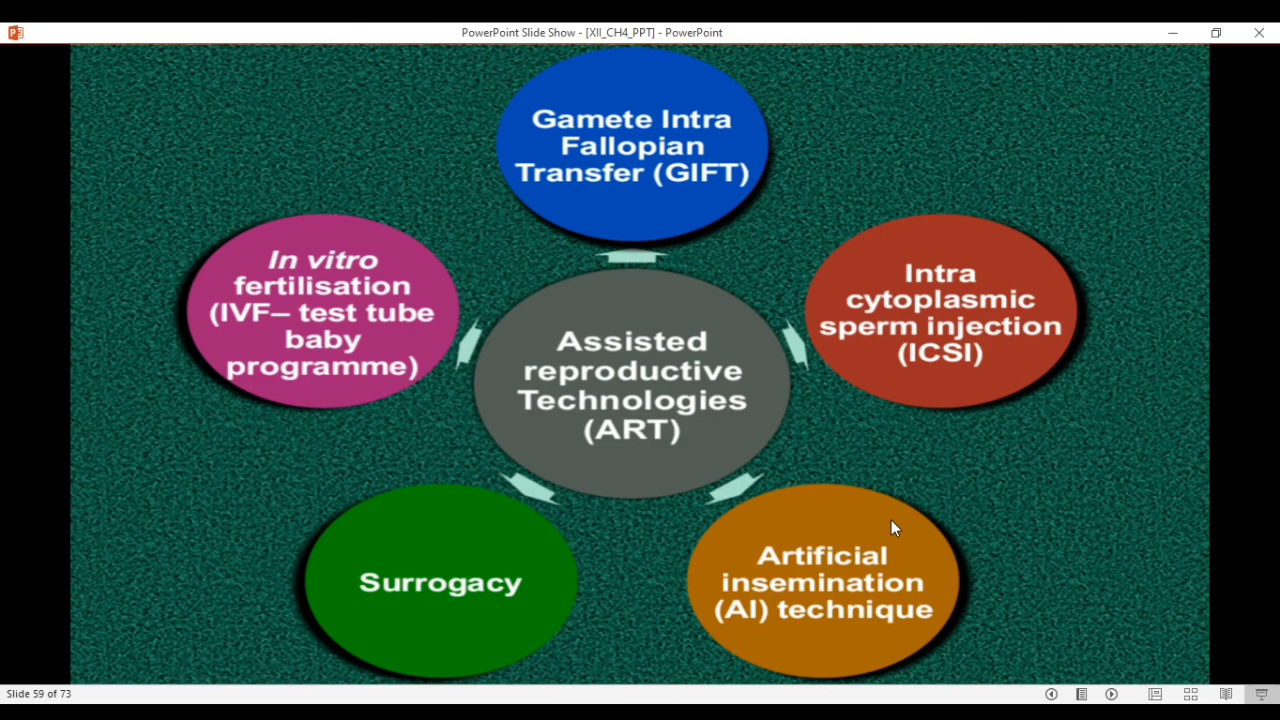 PowerPoint Slide Show - [XII_CH4_PPT] - PowerPoint
Gamete Intra
Fallopian
Transfer (GIFT)
In vitro
fertilisation
(IVF– test tube
baby
programme)
Intra
cytoplasmic
sperm injection
(ICSI)
Assisted
reproductive
Technologies
(ART)
Surrogacy
Artificial
insemination
(AI) technique
Slide 59 of 73